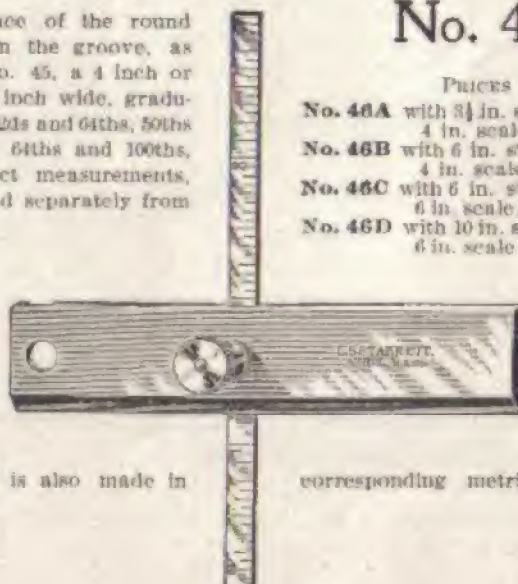 nce of the round
n the groove, as
o. 45, a 4 inch or
inch wide, gradu-
2ds and 64ths, 50ths
64ths and 100ths,
ct measurements,
d separately from
No. 4
PRICES
No. 46A with 3½ in. s
4 in. scale
No. 46B with 6 in. s
4 in. scale
No. 46C with 6 in. s
6 in. scale
No. 46D with 10 in. s
6 in. scale
L.S. STARRETT.
is also made in
corresponding metri